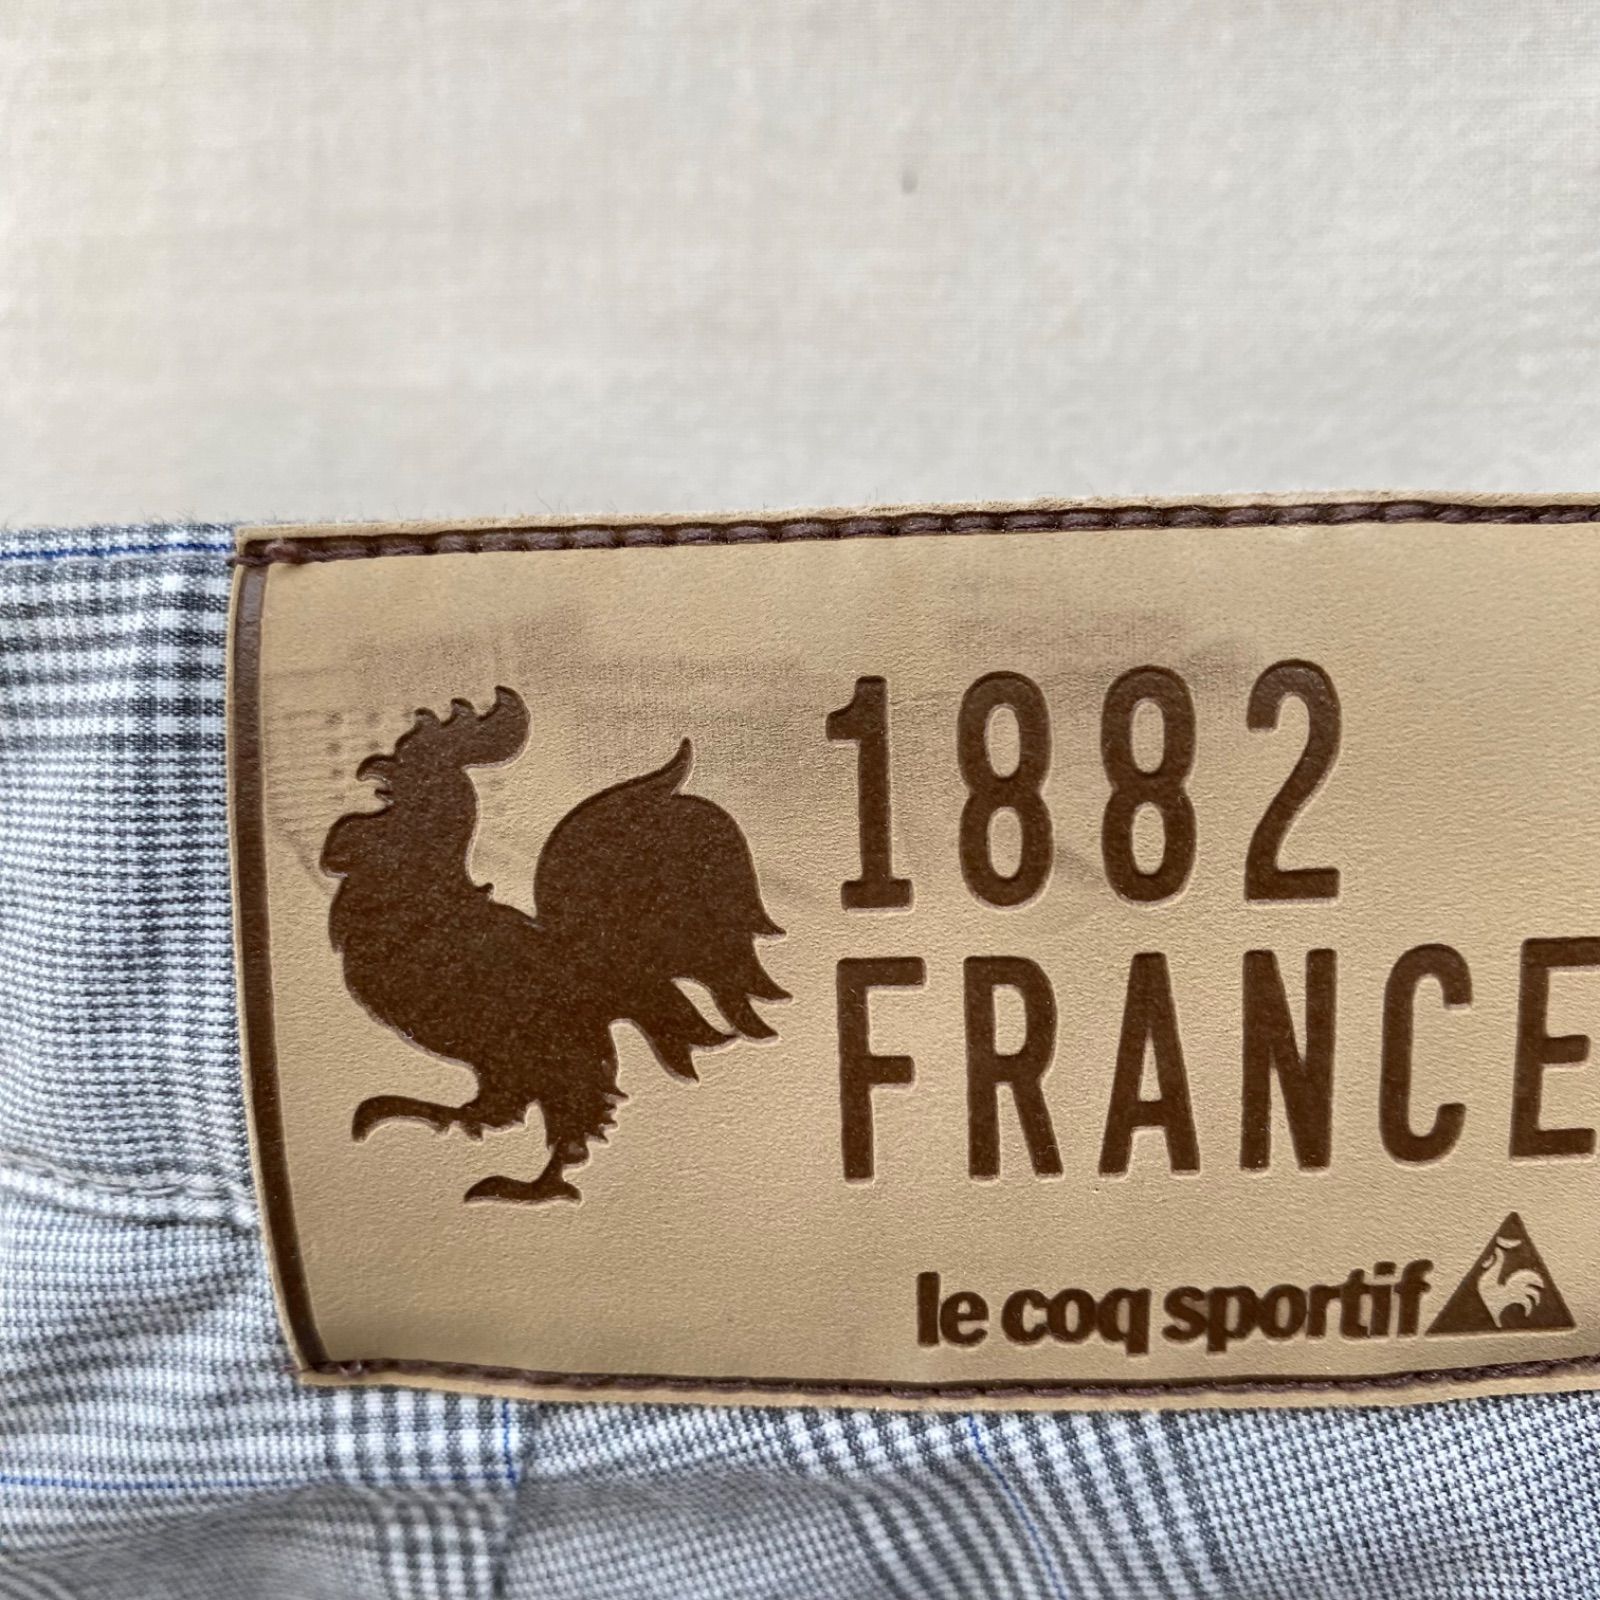 1882
FRANCE
le coq sportif